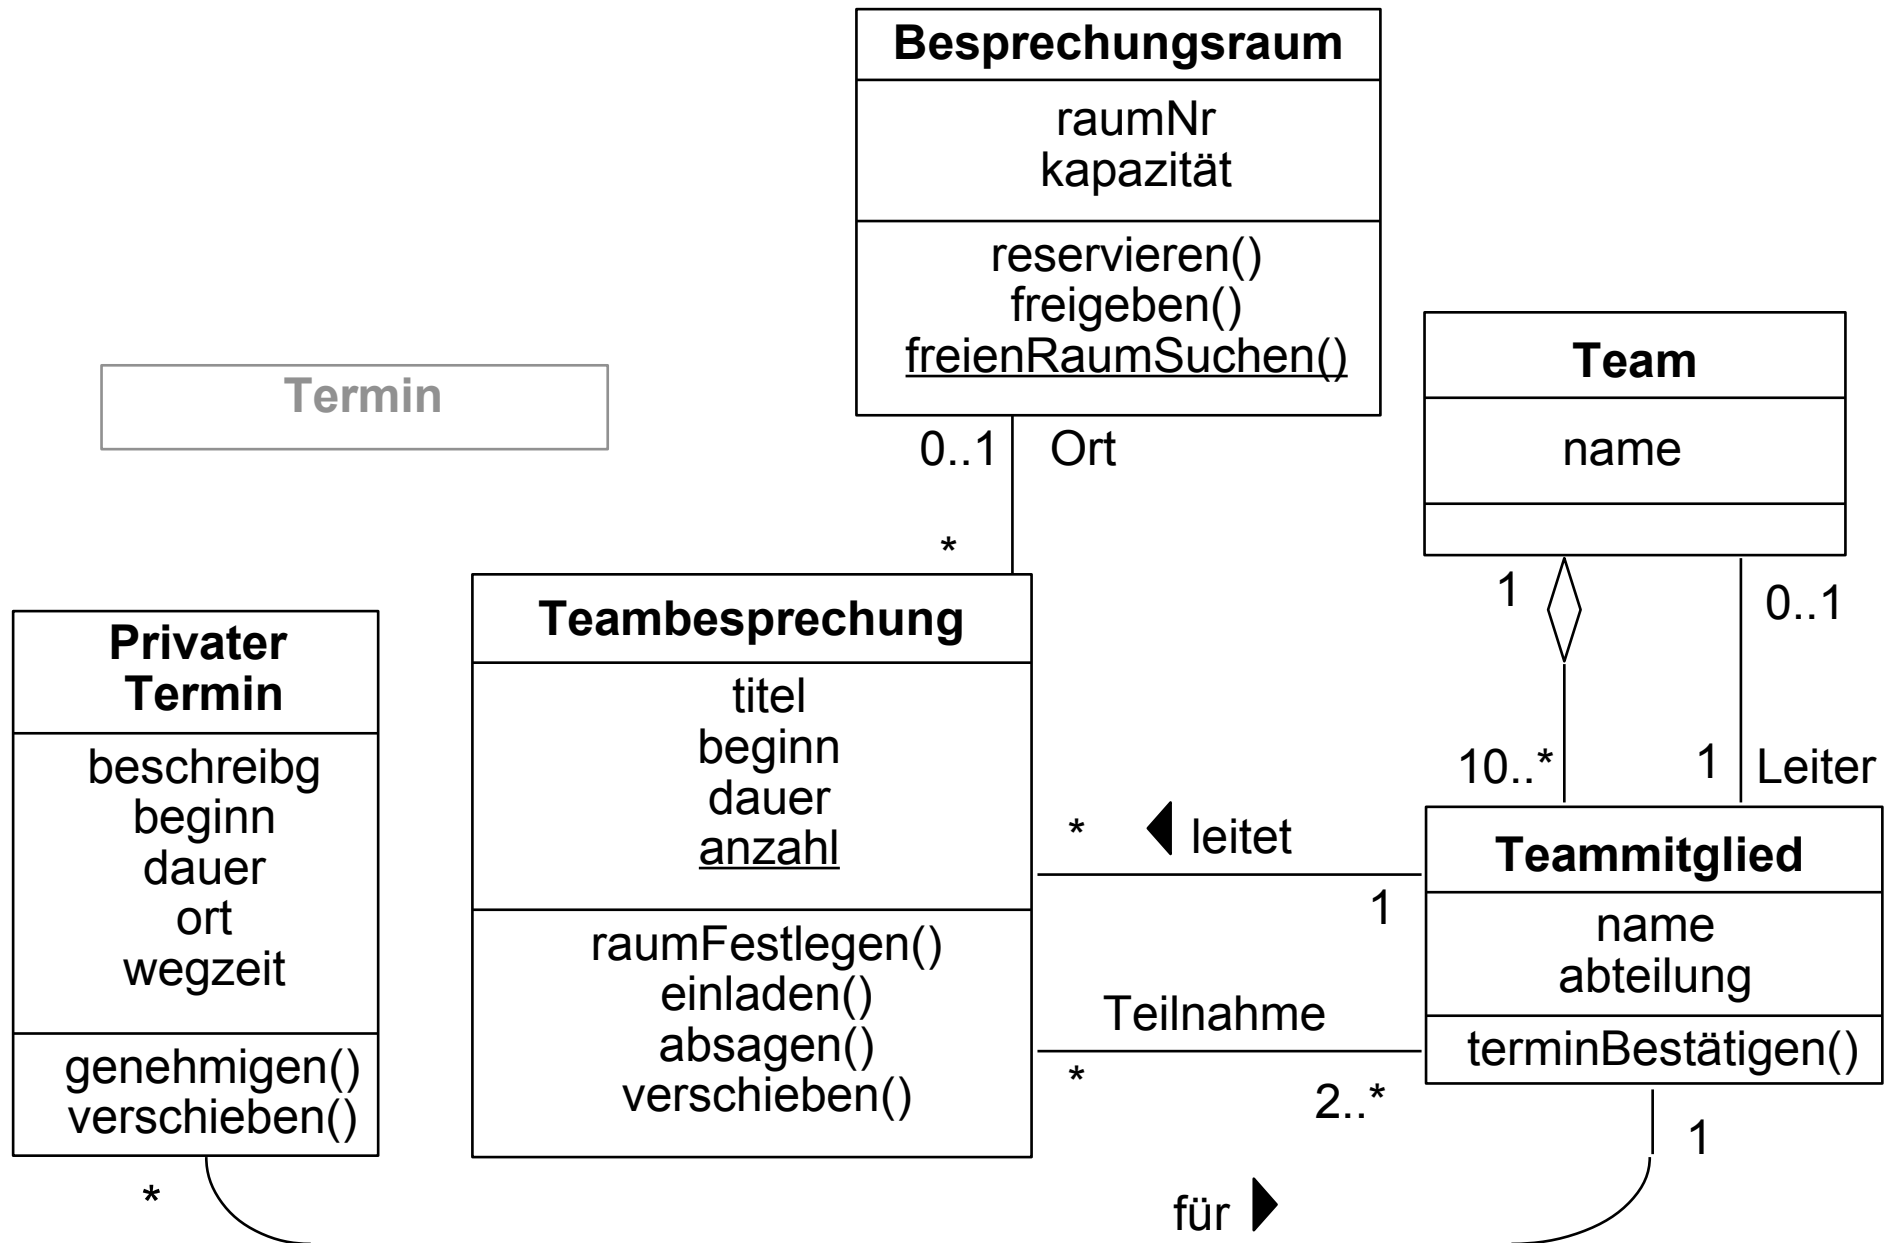 Besprechungsraum
raumNr
kapazität
reservieren()
freigeben()
freienRaumSuchen()
Termin
Team
name
0..1 Ort
*
1
0..1
10..*
1 Leiter
Privater
Termin
beschreibg
beginn
dauer
ort
wegzeit
genehmigen()
verschieben()
*
Teambesprechung
titel
beginn
dauer
anzahl
raumFestlegen()
einladen()
absagen()
verschieben()
* leitet
1
Teilnahme
*
2..*
Teammitglied
name
abteilung
terminBestätigen()
1
für